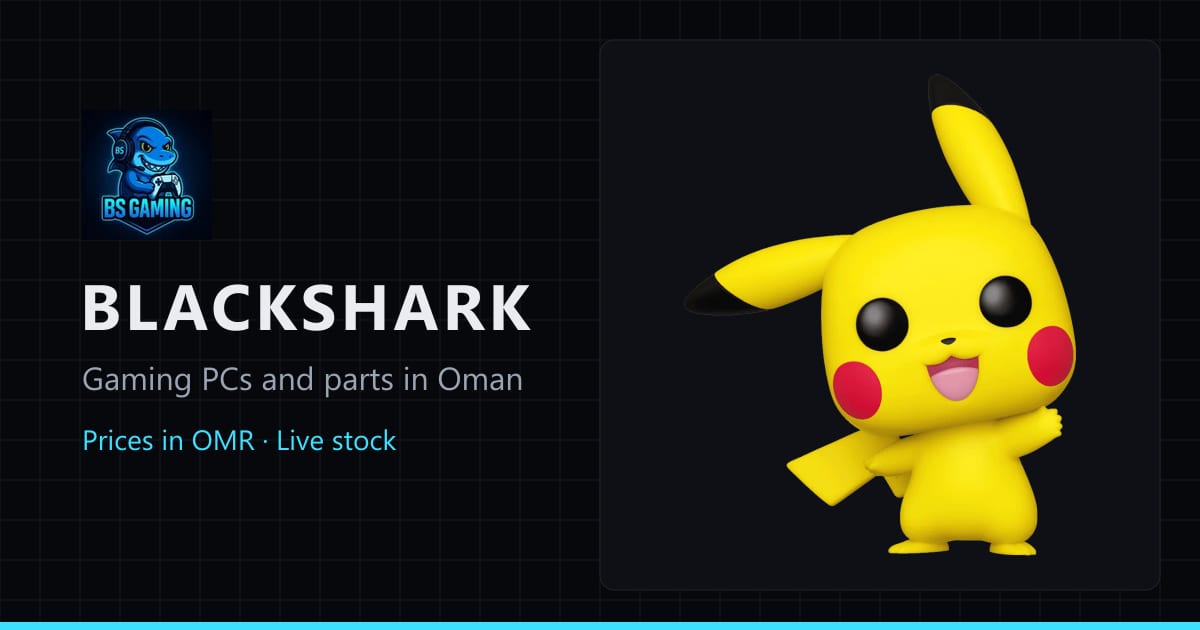 BS
BS GAMING
BLACKSHARK
Gaming PCs and parts in Oman
Prices in OMR · Live stock